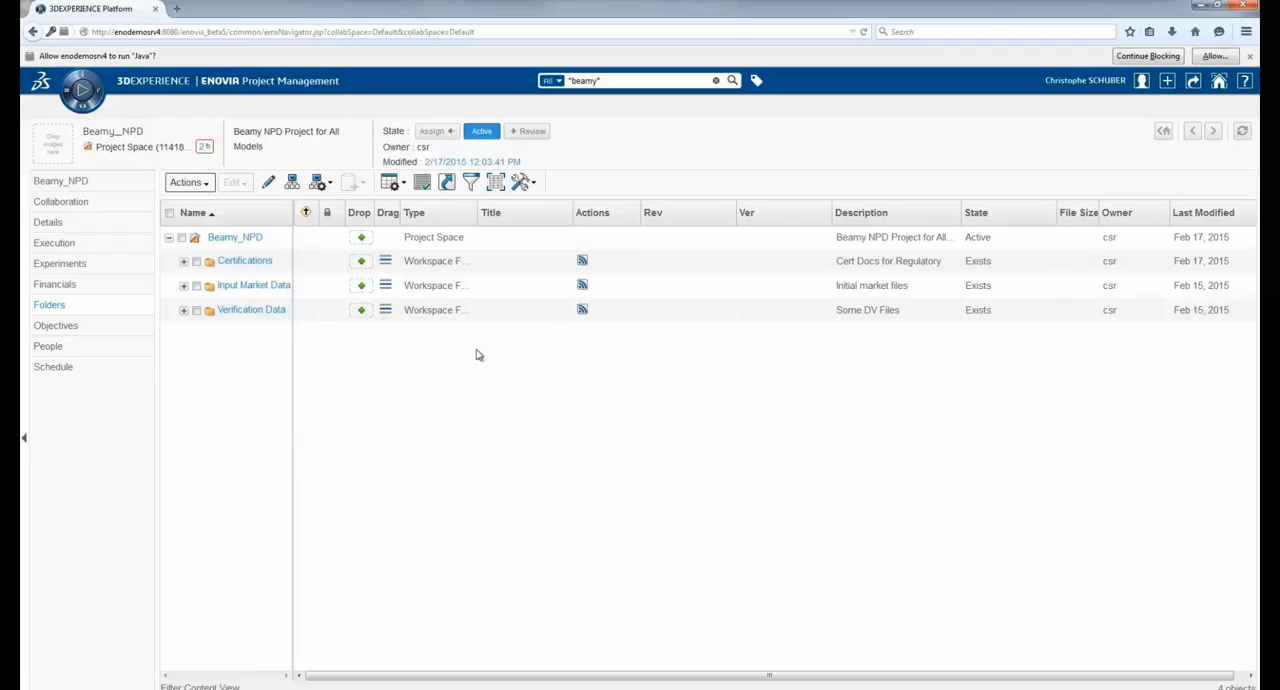 3DEXPERIENCE Platform
http://enodemosrv4:8080/enovia_beta5/common/emxNavigator.jsp?collabSpace=Default&collabSpace=Default
Search
Allow enodemosrv4 to run "Java"?
Continue Blocking
Allow...
3DEXPERIENCE | ENOVIA Project Management
All
"beamy"
Christophe SCHUBER
Drop images here
Beamy_NPD
Project Space (11418...
2
Beamy NPD Project for All
Models
State :
Assign
Active
Review
Owner : csr
Modified : 2/17/2015 12:03:41 PM
Beamy_NPD
Collaboration
Details
Execution
Experiments
Financials
Folders
Objectives
People
Schedule
Actions
Edit
Name Drop Drag Type Title Actions Rev Ver Description State File Size Owner Last Modified
Beamy_NPD Project Space Beamy NPD Project for All... Active csr Feb 17, 2015
Certifications Workspace F... Cert Docs for Regulatory Exists csr Feb 17, 2015
Input Market Data Workspace F... Initial market files Exists csr Feb 15, 2015
Verification Data Workspace F... Some DV Files Exists csr Feb 15, 2015
Filter:Content View
4 objects